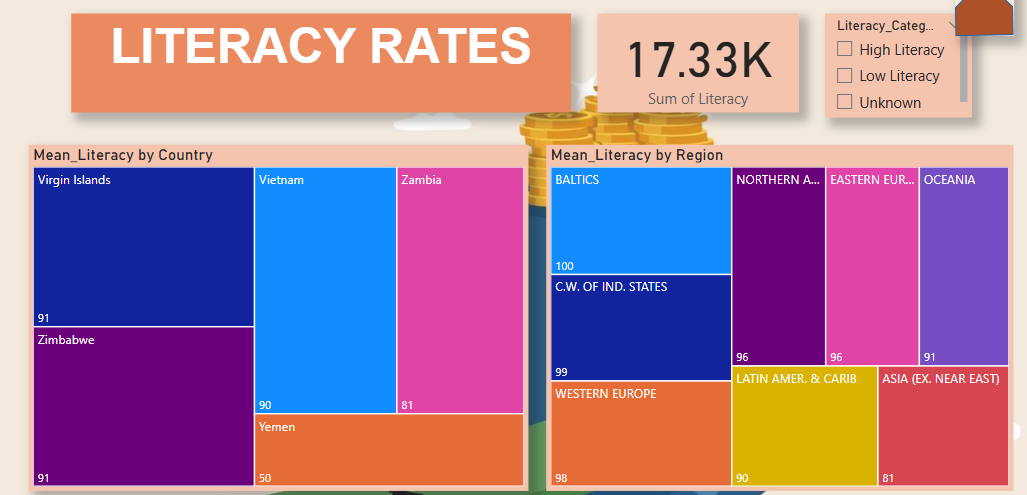 LITERACY RATES
17.33K
Sum of Literacy
Literacy_Categ...
High Literacy
Low Literacy
Unknown
Mean_Literacy by Country
Virgin Islands
91
Zimbabwe
91
Vietnam
90
Zambia
81
Yemen
50
Mean_Literacy by Region
BALTICS
100
C.W. OF IND. STATES
99
WESTERN EUROPE
98
NORTHERN A...
96
EASTERN EUR...
96
OCEANIA
91
LATIN AMER. & CARIB
90
ASIA (EX. NEAR EAST)
81